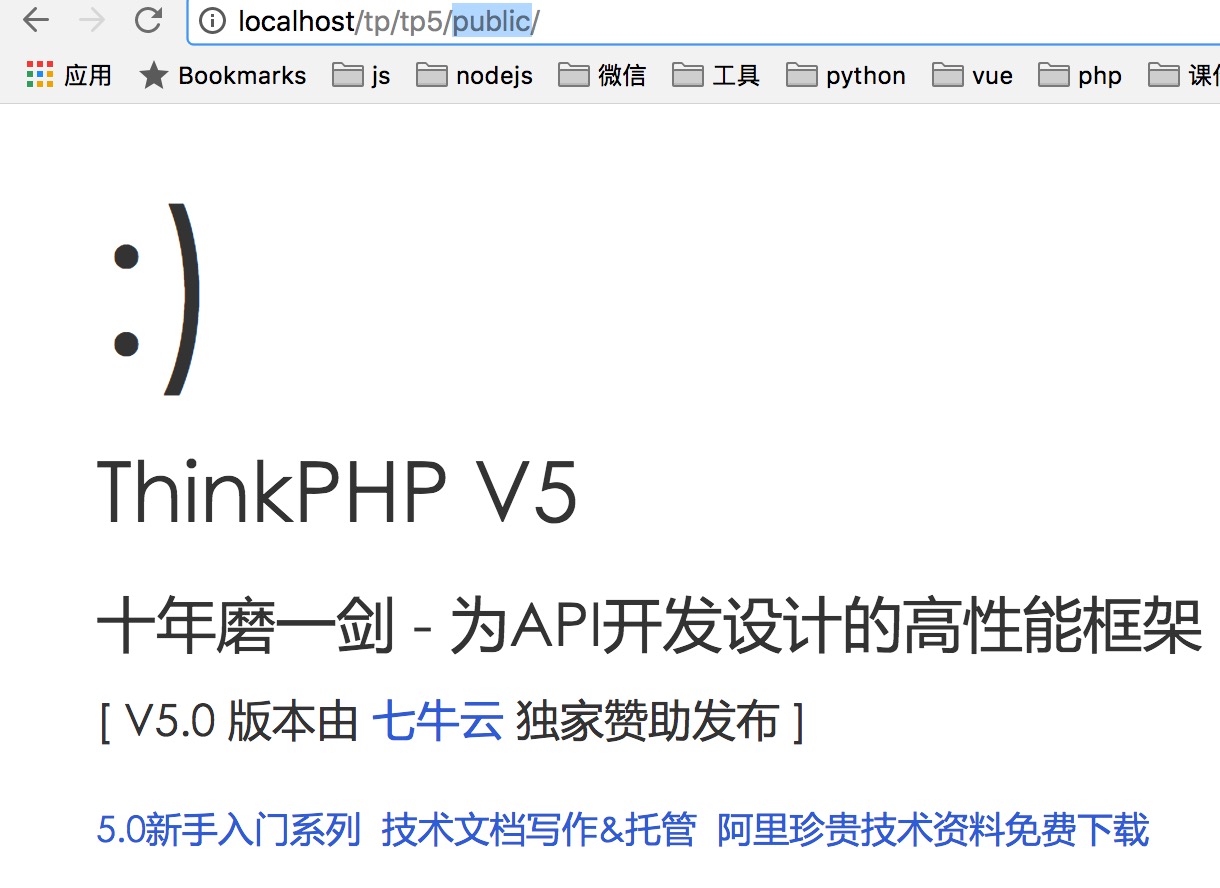 localhost/tp/tp5/public/
应用 Bookmarks js nodejs 微信 工具 python vue php
:)
ThinkPHP V5
十年磨一剑 - 为API开发设计的高性能框架
[ V5.0 版本由 七牛云 独家赞助发布 ]
5.0新手入门系列 技术文档写作&托管 阿里珍贵技术资料免费下载